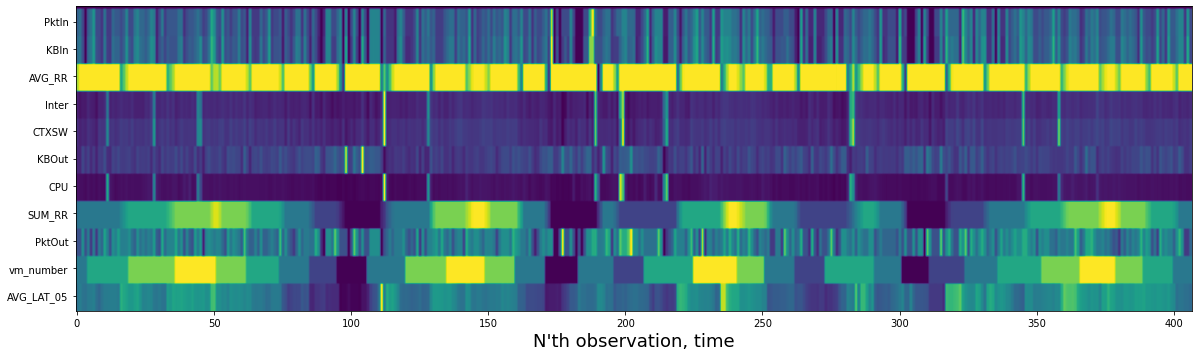 PktIn
KBIn
AVG_RR
Inter
CTXSW
KBOut
CPU
SUM_RR
PktOut
vm_number
AVG_LAT_05
0 50 100 150 200 250 300 350 400
N'th observation, time